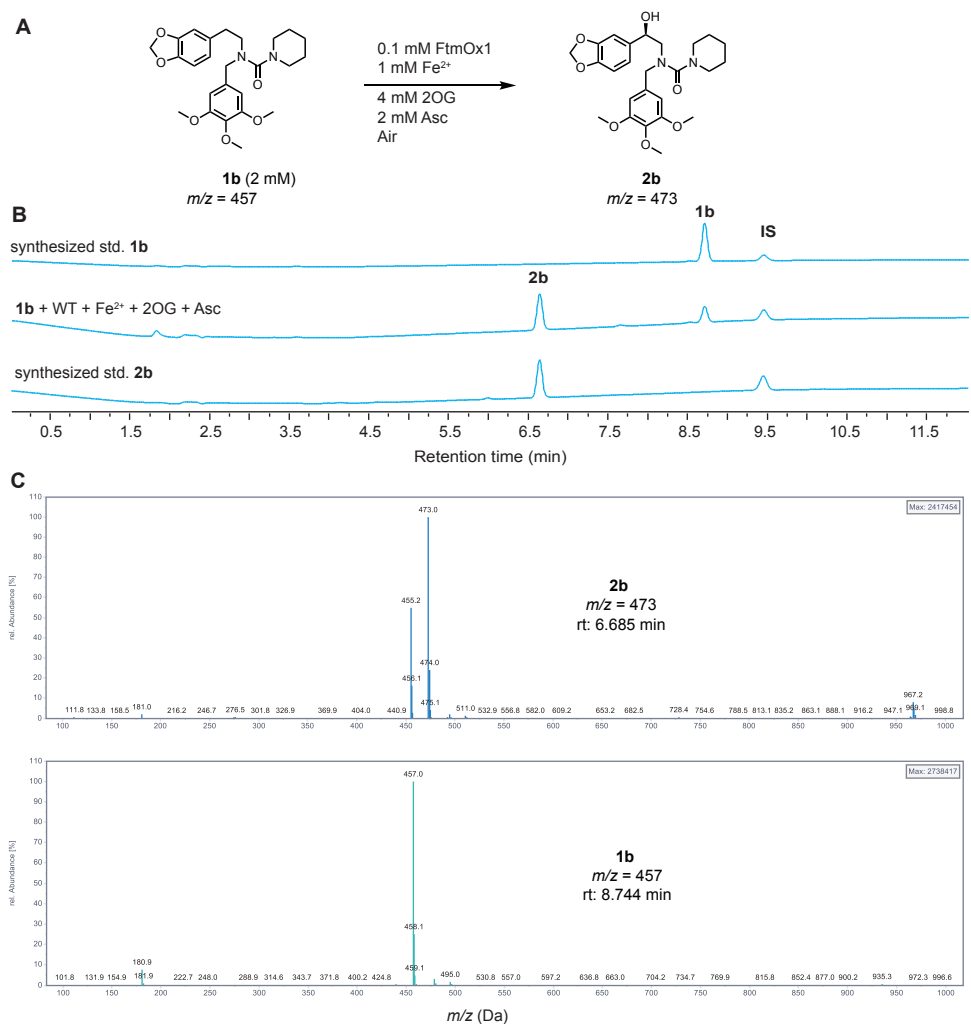 A
OH
O
O
N
N
O
O
O
O
0.1 mM FtmOx1
1 mM Fe²⁺
4 mM 2OG
2 mM Asc
Air
OH
O
O
N
N
O
O
O
O
1b (2 mM)
m/z = 457
2b
m/z = 473
B
synthesized std. 1b
1b
IS
1b + WT + Fe²⁺ + 2OG + Asc
2b
synthesized std. 2b
0.5 1.5 2.5 3.5 4.5 5.5 6.5 7.5 8.5 9.5 10.5 11.5
Retention time (min)
C
rel. Abundance [%]
110
100
90
80
70
60
50
40
30
20
10
0
Max: 2417454
473.0
455.2
474.0
456.1
475.1
2b
m/z = 473
rt: 6.685 min
967.2
969.1
111.8 133.8 158.5 181.0 216.2 246.7 276.5 301.8 326.9 369.9 404.0 440.9 511.0 532.9 556.8 582.0 609.2 653.2 682.5 728.4 754.6 788.5 813.1 835.2 863.1 888.1 916.2 947.1 998.8
100 150 200 250 300 350 400 450 500 550 600 650 700 750 800 850 900 950 1000
rel. Abundance [%]
110
100
90
80
70
60
50
40
30
20
10
0
Max: 2738417
457.0
458.1
459.1
1b
m/z = 457
rt: 8.744 min
180.9
181.9
101.8 131.9 154.9 222.7 248.0 288.9 314.6 343.7 371.8 400.2 424.8 495.0 530.8 557.0 597.2 636.8 663.0 704.2 734.7 769.9 815.8 852.4 877.0 900.2 935.3 972.3 996.6
100 150 200 250 300 350 400 450 500 550 600 650 700 750 800 850 900 950 1000
m/z (Da)